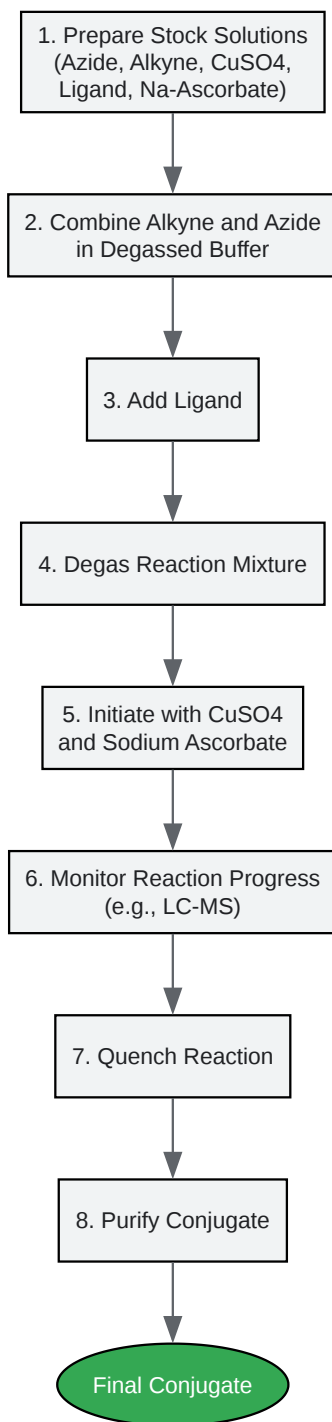 1. Prepare Stock Solutions
(Azide, Alkyne, CuSO4,
Ligand, Na-Ascorbate)
2. Combine Alkyne and Azide
in Degassed Buffer
3. Add Ligand
4. Degas Reaction Mixture
5. Initiate with CuSO4
and Sodium Ascorbate
6. Monitor Reaction Progress
(e.g., LC-MS)
7. Quench Reaction
8. Purify Conjugate
Final Conjugate